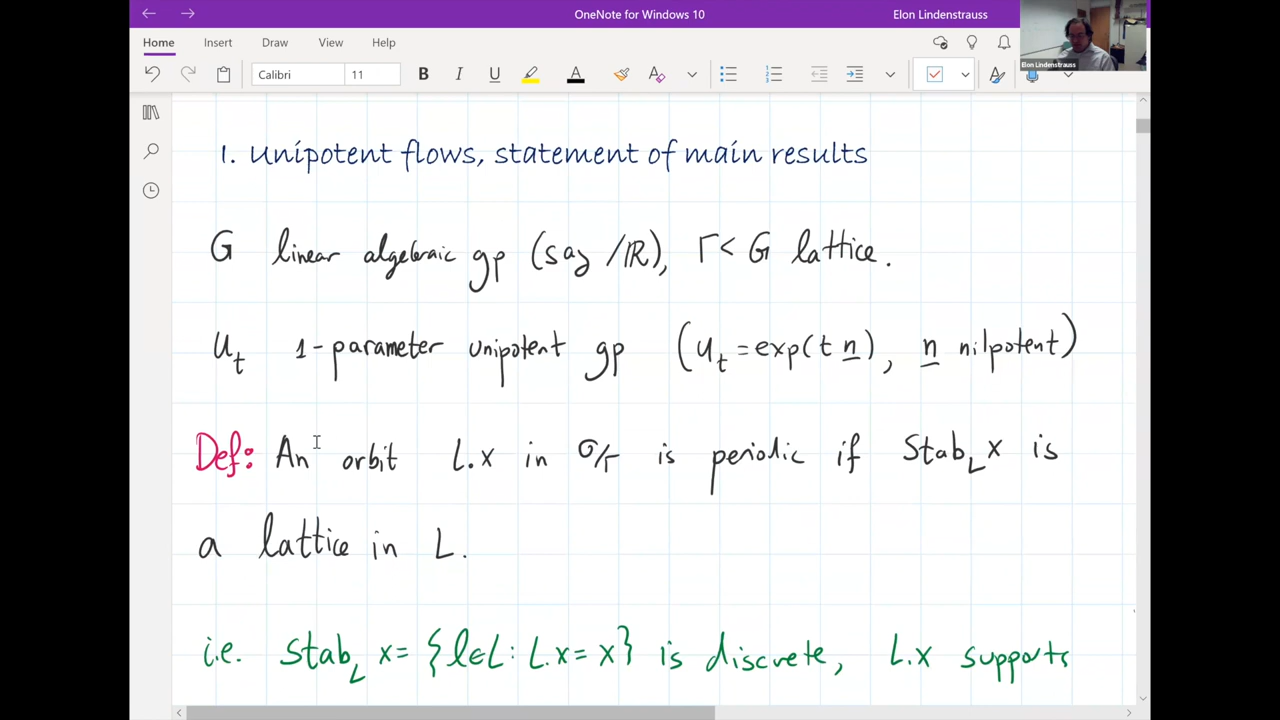 OneNote for Windows 10
Elon Lindenstrauss
Home Insert Draw View Help
Elon Lindenstrauss
Calibri 11 B I U A
1. Unipotent flows, statement of main results
G linear algebraic gp (say /ℝ), Γ < G lattice.
u_t 1-parameter unipotent gp (u_t = exp(t n), n nilpotent)
Def: An orbit L.x in G/Γ is periodic if Stab_L x is
a lattice in L.
i.e. Stab_L x = {l∈L : L.x = x} is discrete, L.x supports